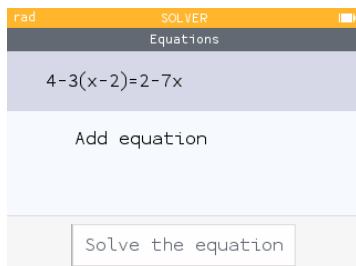 rad SOLVER
Equations
4-3(x-2)=2-7x
Add equation
Solve the equation